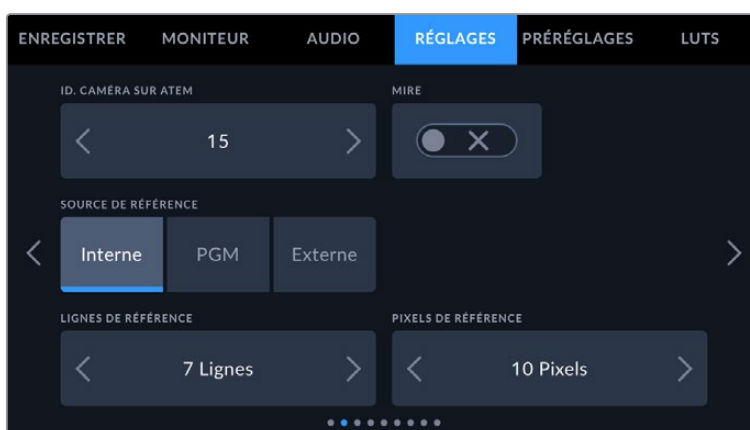 ENREGISTRER MONITEUR AUDIO RÉGLAGES PRÉRÉGLAGES LUTS
ID. CAMÉRA SUR ATEM MIRE
15
SOURCE DE RÉFÉRENCE
Interne PGM Externe
LIGNES DE RÉFÉRENCE PIXELS DE RÉFÉRENCE
7 Lignes 10 Pixels